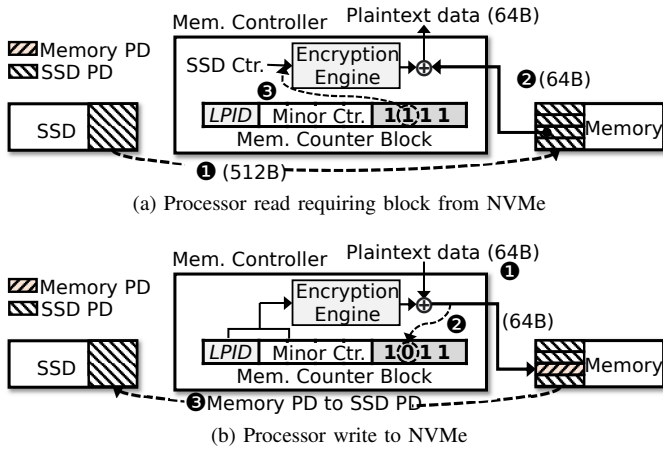 Mem. Controller
Plaintext data (64B)
Memory PD
SSD PD
SSD Ctr.
Encryption
Engine
❷(64B)
❸
SSD
LPID
Minor Ctr.
1 1 1 1
Memory
Mem. Counter Block
❶ (512B)
(a) Processor read requiring block from NVMe
Mem. Controller
Plaintext data (64B)
❶
Memory PD
SSD PD
Encryption
Engine
❷
(64B)
SSD
LPID
Minor Ctr.
1 0 1 1
Memory
Mem. Counter Block
❸Memory PD to SSD PD
(b) Processor write to NVMe